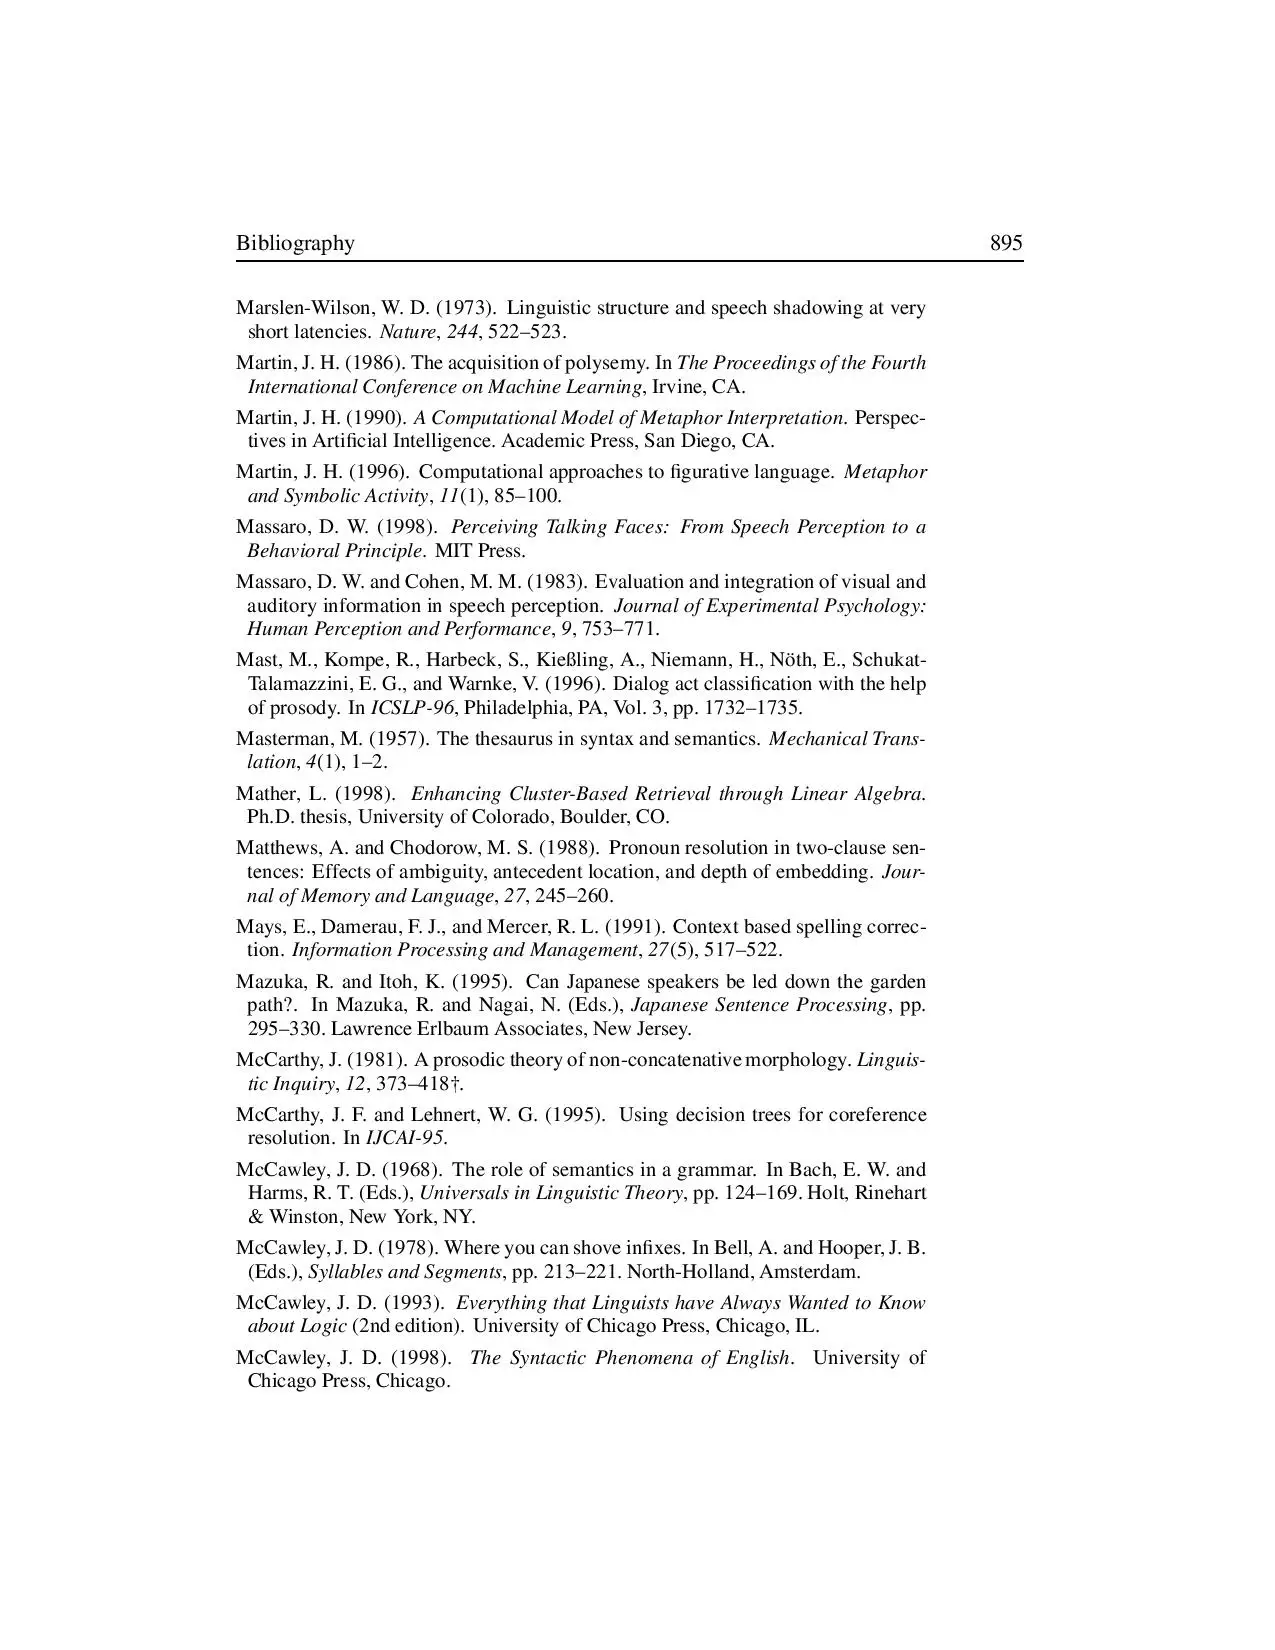 Bibliography 895
Marslen-Wilson, W. D. (1973). Linguistic structure and speech shadowing at very
short latencies. Nature, 244, 522–523.
Martin, J. H. (1986). The acquisition of polysemy. In The Proceedings of the Fourth
International Conference on Machine Learning, Irvine, CA.
Martin, J. H. (1990). A Computational Model of Metaphor Interpretation. Perspec-
tives in Artificial Intelligence. Academic Press, San Diego, CA.
Martin, J. H. (1996). Computational approaches to figurative language. Metaphor
and Symbolic Activity, 11(1), 85–100.
Massaro, D. W. (1998). Perceiving Talking Faces: From Speech Perception to a
Behavioral Principle. MIT Press.
Massaro, D. W. and Cohen, M. M. (1983). Evaluation and integration of visual and
auditory information in speech perception. Journal of Experimental Psychology:
Human Perception and Performance, 9, 753–771.
Mast, M., Kompe, R., Harbeck, S., Kießling, A., Niemann, H., Nöth, E., Schukat-
Talamazzini, E. G., and Warnke, V. (1996). Dialog act classification with the help
of prosody. In ICSLP-96, Philadelphia, PA, Vol. 3, pp. 1732–1735.
Masterman, M. (1957). The thesaurus in syntax and semantics. Mechanical Trans-
lation, 4(1), 1–2.
Mather, L. (1998). Enhancing Cluster-Based Retrieval through Linear Algebra.
Ph.D. thesis, University of Colorado, Boulder, CO.
Matthews, A. and Chodorow, M. S. (1988). Pronoun resolution in two-clause sen-
tences: Effects of ambiguity, antecedent location, and depth of embedding. Jour-
nal of Memory and Language, 27, 245–260.
Mays, E., Damerau, F. J., and Mercer, R. L. (1991). Context based spelling correc-
tion. Information Processing and Management, 27(5), 517–522.
Mazuka, R. and Itoh, K. (1995). Can Japanese speakers be led down the garden
path?. In Mazuka, R. and Nagai, N. (Eds.), Japanese Sentence Processing, pp.
295–330. Lawrence Erlbaum Associates, New Jersey.
McCarthy, J. (1981). A prosodic theory of non-concatenative morphology. Linguis-
tic Inquiry, 12, 373–418†.
McCarthy, J. F. and Lehnert, W. G. (1995). Using decision trees for coreference
resolution. In IJCAI-95.
McCawley, J. D. (1968). The role of semantics in a grammar. In Bach, E. W. and
Harms, R. T. (Eds.), Universals in Linguistic Theory, pp. 124–169. Holt, Rinehart
& Winston, New York, NY.
McCawley, J. D. (1978). Where you can shove infixes. In Bell, A. and Hooper, J. B.
(Eds.), Syllables and Segments, pp. 213–221. North-Holland, Amsterdam.
McCawley, J. D. (1993). Everything that Linguists have Always Wanted to Know
about Logic (2nd edition). University of Chicago Press, Chicago, IL.
McCawley, J. D. (1998). The Syntactic Phenomena of English. University of
Chicago Press, Chicago.